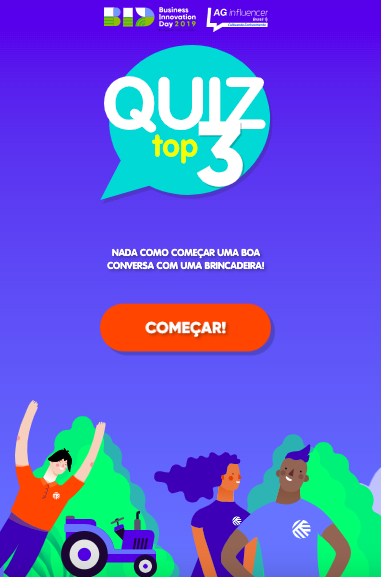 BID
Business
Innovation
Day 2019
AG influencer
QUIZ
top
3
NADA COMO COMEÇAR UMA BOA
CONVERSA COM UMA BRINCADEIRA!
COMEÇAR!